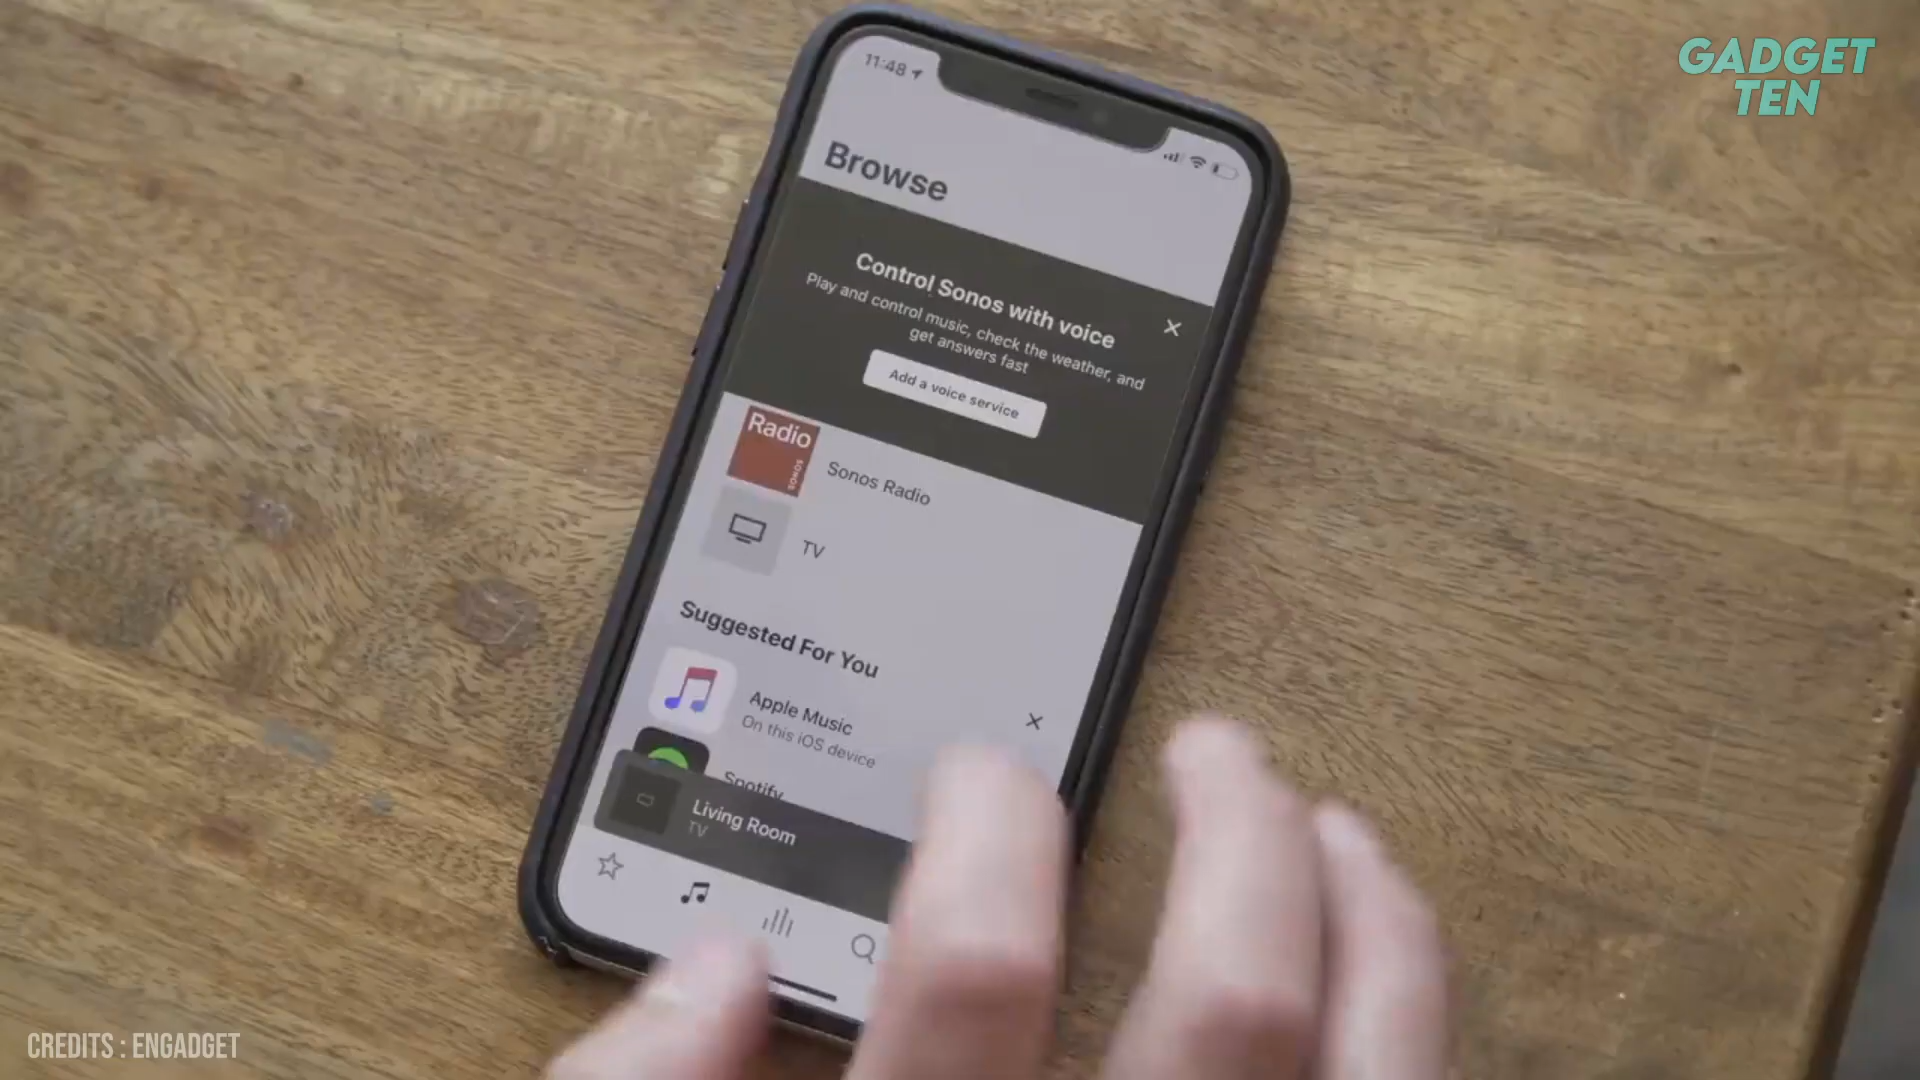 GADGET
TEN
11:48
Browse
Control Sonos with voice
Play and control music, check the weather, and
get answers fast
Add a voice service
Radio
SONOS
Sonos Radio
TV
Suggested For You
Apple Music
On this iOS device
Spotify
Living Room
TV
CREDITS : ENGADGET